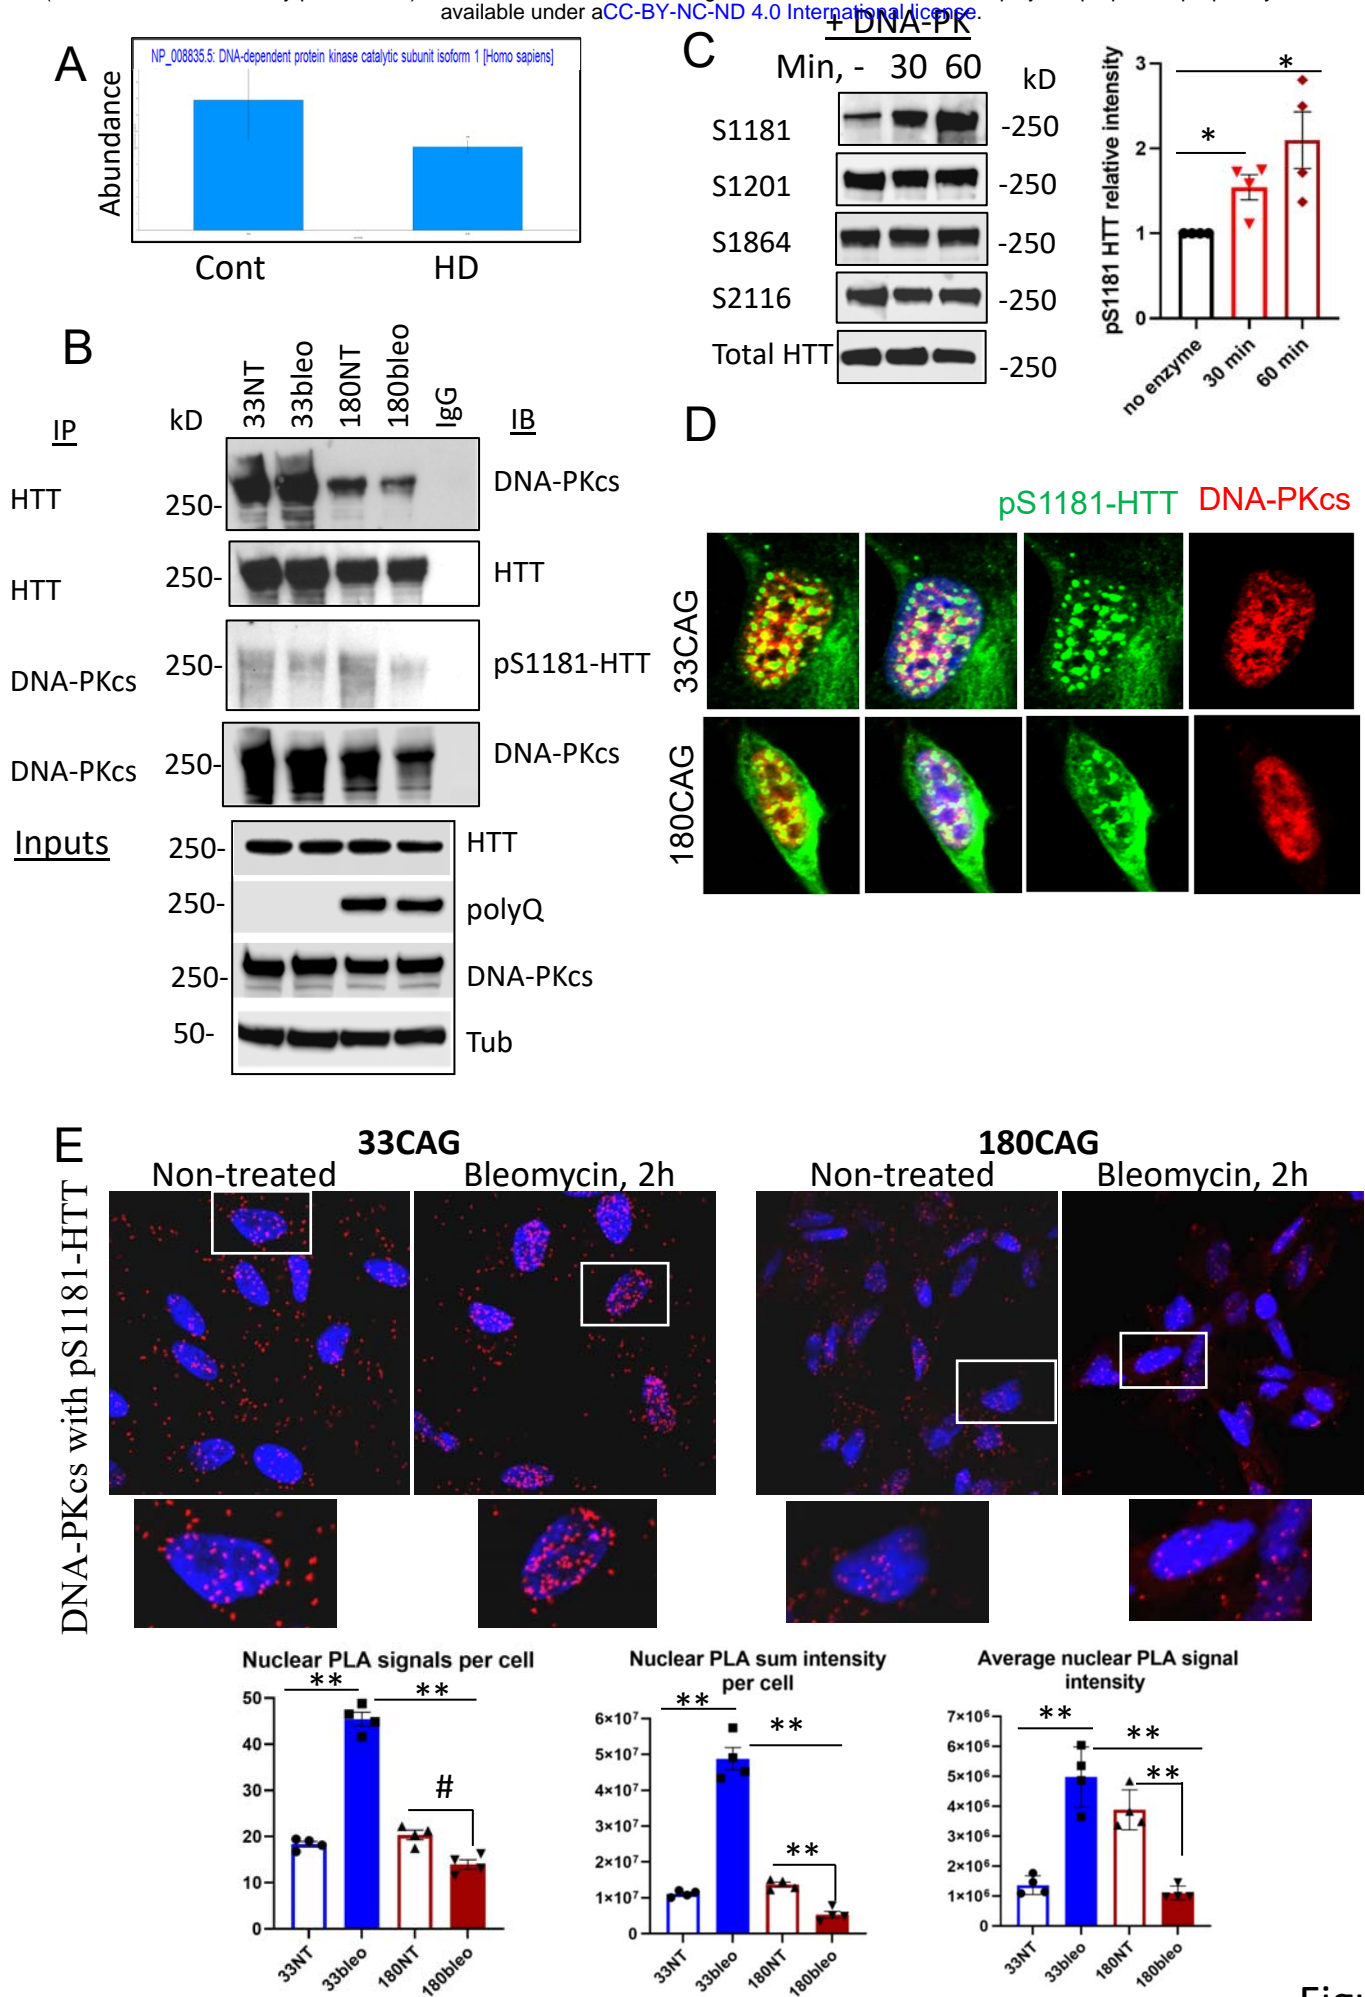 available under aCC-BY-NC-ND 4.0 International license.
A
NP_008835.5: DNA-dependent protein kinase catalytic subunit isoform 1 [Homo sapiens]
Abundance
Cont
HD
B
IP
kD
33NT
33bleo
180NT
180bleo
IgG
IB
HTT
250-
DNA-PKcs
HTT
250-
HTT
DNA-PKcs
250-
pS1181-HTT
DNA-PKcs
250-
DNA-PKcs
Inputs
250-
HTT
250-
polyQ
250-
DNA-PKcs
50-
Tub
C
+ DNA-PK
Min, - 30 60
kD
S1181
-250
S1201
-250
S1864
-250
S2116
-250
Total HTT
-250
pS1181 HTT relative intensity
3
2
1
0
*
*
no enzyme
30 min
60 min
D
pS1181-HTT
DNA-PKcs
33CAG
180CAG
E
33CAG
180CAG
Non-treated
Bleomycin, 2h
Non-treated
Bleomycin, 2h
DNA-PKcs with pS1181-HTT
Nuclear PLA signals per cell
50
40
30
20
10
0
**
**
#
33NT
33bleo
180NT
180bleo
Nuclear PLA sum intensity
per cell
6×10⁷
5×10⁷
4×10⁷
3×10⁷
2×10⁷
1×10⁷
0
**
**
**
33NT
33bleo
180NT
180bleo
Average nuclear PLA signal
intensity
7×10⁶
6×10⁶
5×10⁶
4×10⁶
3×10⁶
2×10⁶
1×10⁶
0
**
**
**
33NT
33bleo
180NT
180bleo